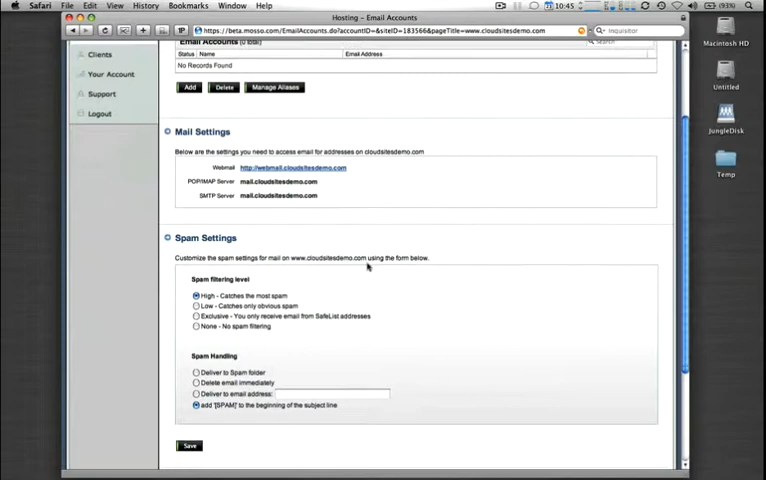 Safari File Edit View History Bookmarks Window Help 10:45 (93%)
Hosting - Email Accounts
https://beta.mosso.com/EmailAccounts.do?accountID=&siteID=183566&pageTitle=www.cloudsitesdemo.com
Inquisitor
Macintosh HD
Untitled
JungleDisk
Temp
Clients
Your Account
Support
Logout
Email Accounts (0 total)
Search
Status Name Email Address
No Records Found
Add Delete Manage Aliases
Mail Settings
Below are the settings you need to access email for addresses on cloudsitesdemo.com
Webmail http://webmail.cloudsitesdemo.com
POP/IMAP Server mail.cloudsitesdemo.com
SMTP Server mail.cloudsitesdemo.com
Spam Settings
Customize the spam settings for mail on www.cloudsitesdemo.com using the form below.
Spam filtering level
High - Catches the most spam
Low - Catches only obvious spam
Exclusive - You only receive email from SafeList addresses
None - No spam filtering
Spam Handling
Deliver to Spam folder
Delete email immediately
Deliver to email address:
add '[SPAM]' to the beginning of the subject line
Save